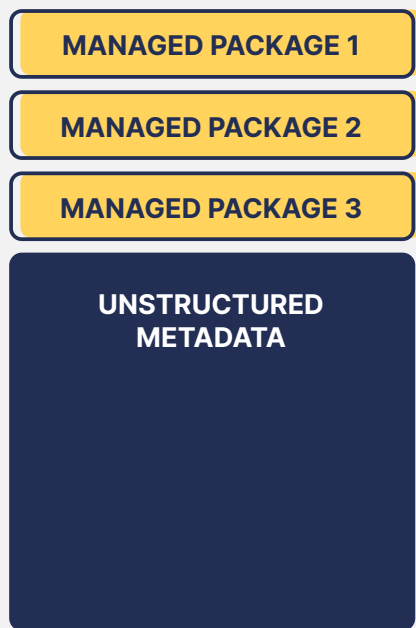 MANAGED PACKAGE 1
MANAGED PACKAGE 2
MANAGED PACKAGE 3
UNSTRUCTURED
METADATA